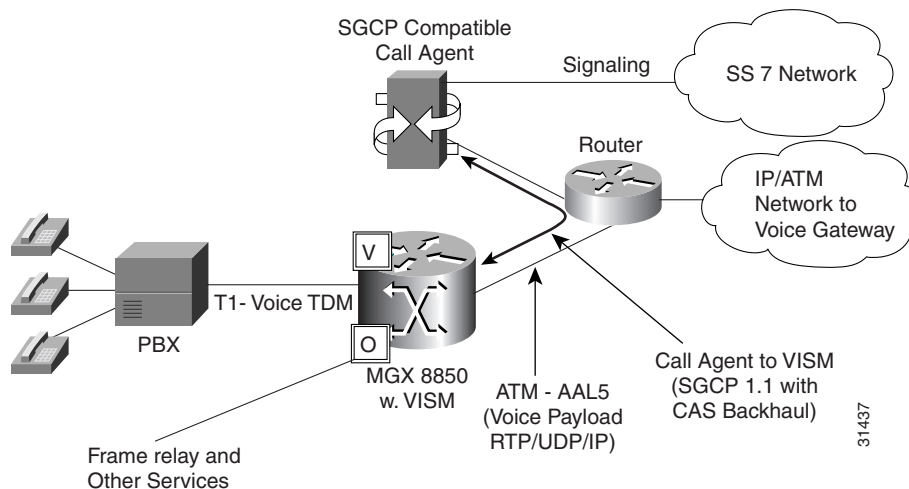 SGCP Compatible
Call Agent
Signaling
SS 7 Network
Router
IP/ATM
Network to
Voice Gateway
V
T1- Voice TDM
PBX
O
MGX 8850
w. VISM
ATM - AAL5
(Voice Payload
RTP/UDP/IP)
Call Agent to VISM
(SGCP 1.1 with
CAS Backhaul)
31437
Frame relay and
Other Services